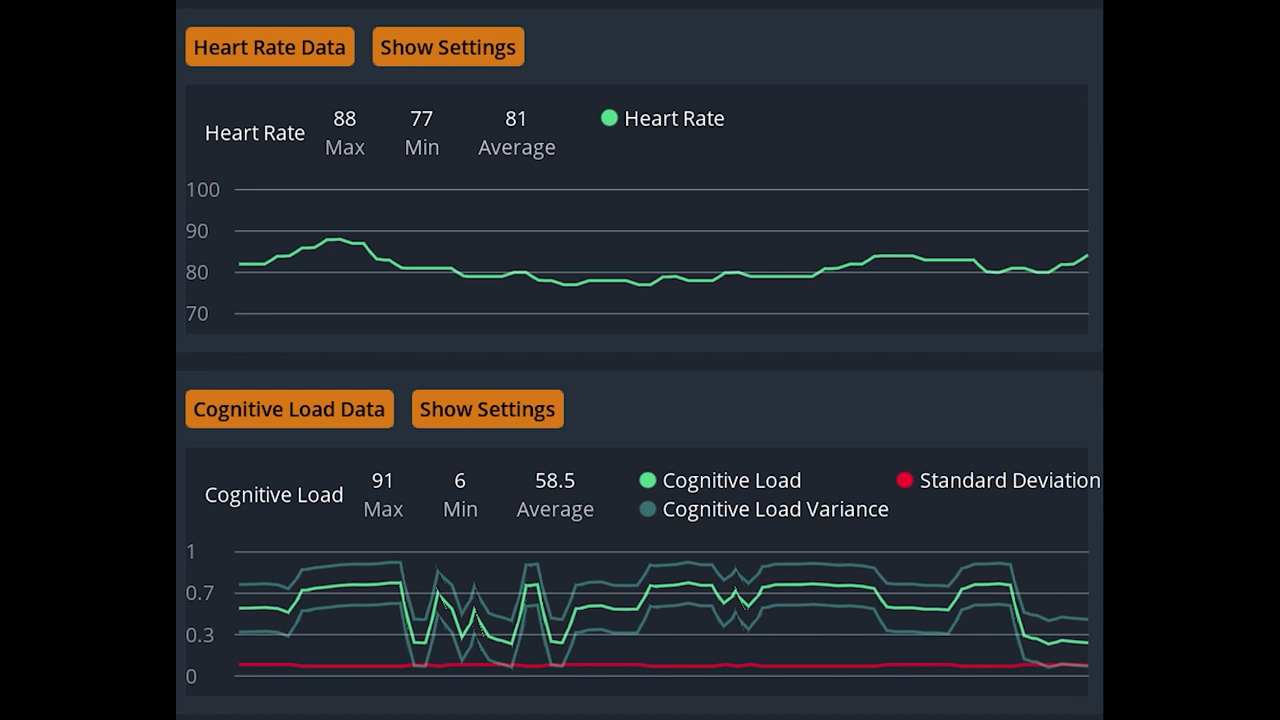 Heart Rate Data Show Settings
88 77 81 Heart Rate
Heart Rate
Max Min Average
100
90
80
70
Cognitive Load Data Show Settings
91 6 58.5 Cognitive Load Standard Deviation
Cognitive Load
Max Min Average Cognitive Load Variance
1
0.7
0.3
0